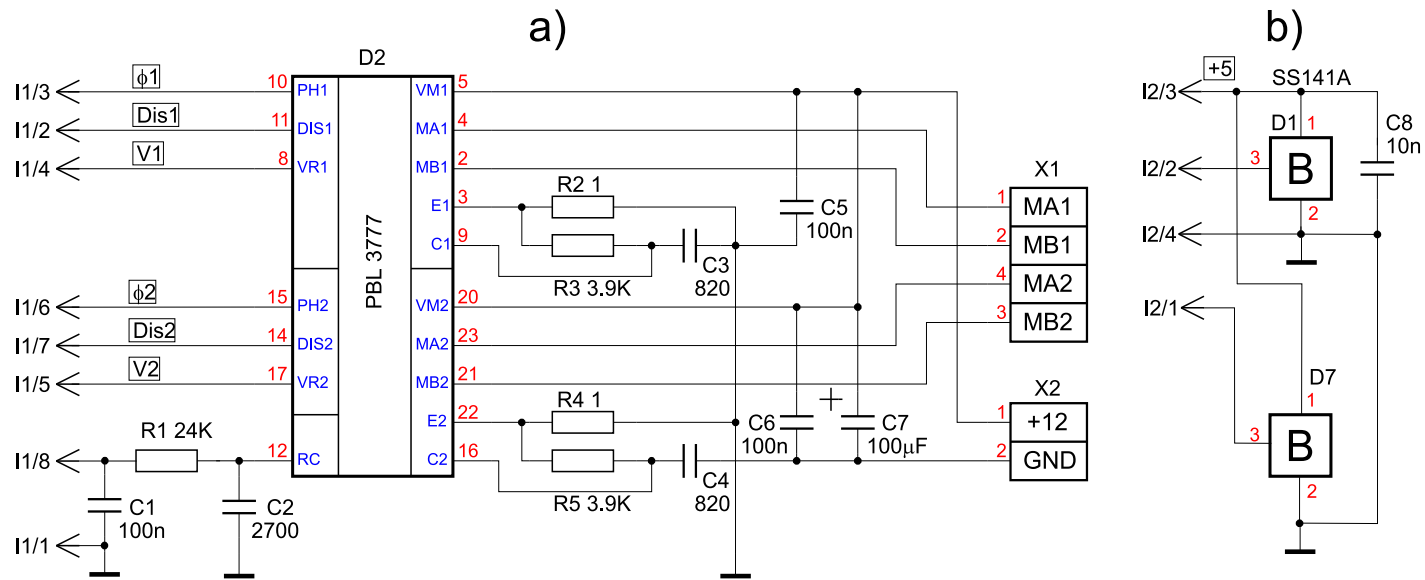 a)
b)
D2
I1/3
ϕ1
10
PH1
VM1
5
I1/2
Dis1
11
DIS1
MA1
4
I1/4
V1
8
VR1
MB1
2
E1
3
R2 1
C1
9
R3 3.9K
C3
820
C5
100n
PBL 3777
I1/6
ϕ2
15
PH2
VM2
20
I1/7
Dis2
14
DIS2
MA2
23
I1/5
V2
17
VR2
MB2
21
E2
22
R4 1
C2
16
R5 3.9K
C4
820
C6
100n
+
C7
100µF
I1/8
R1 24K
12
RC
C1
100n
C2
2700
I1/1
X1
1
MA1
2
MB1
4
MA2
3
MB2
X2
1
+12
2
GND
+5
SS141A
I2/3
D1
1
C8
10n
I2/2
3
B
2
I2/4
I2/1
D7
1
3
B
2